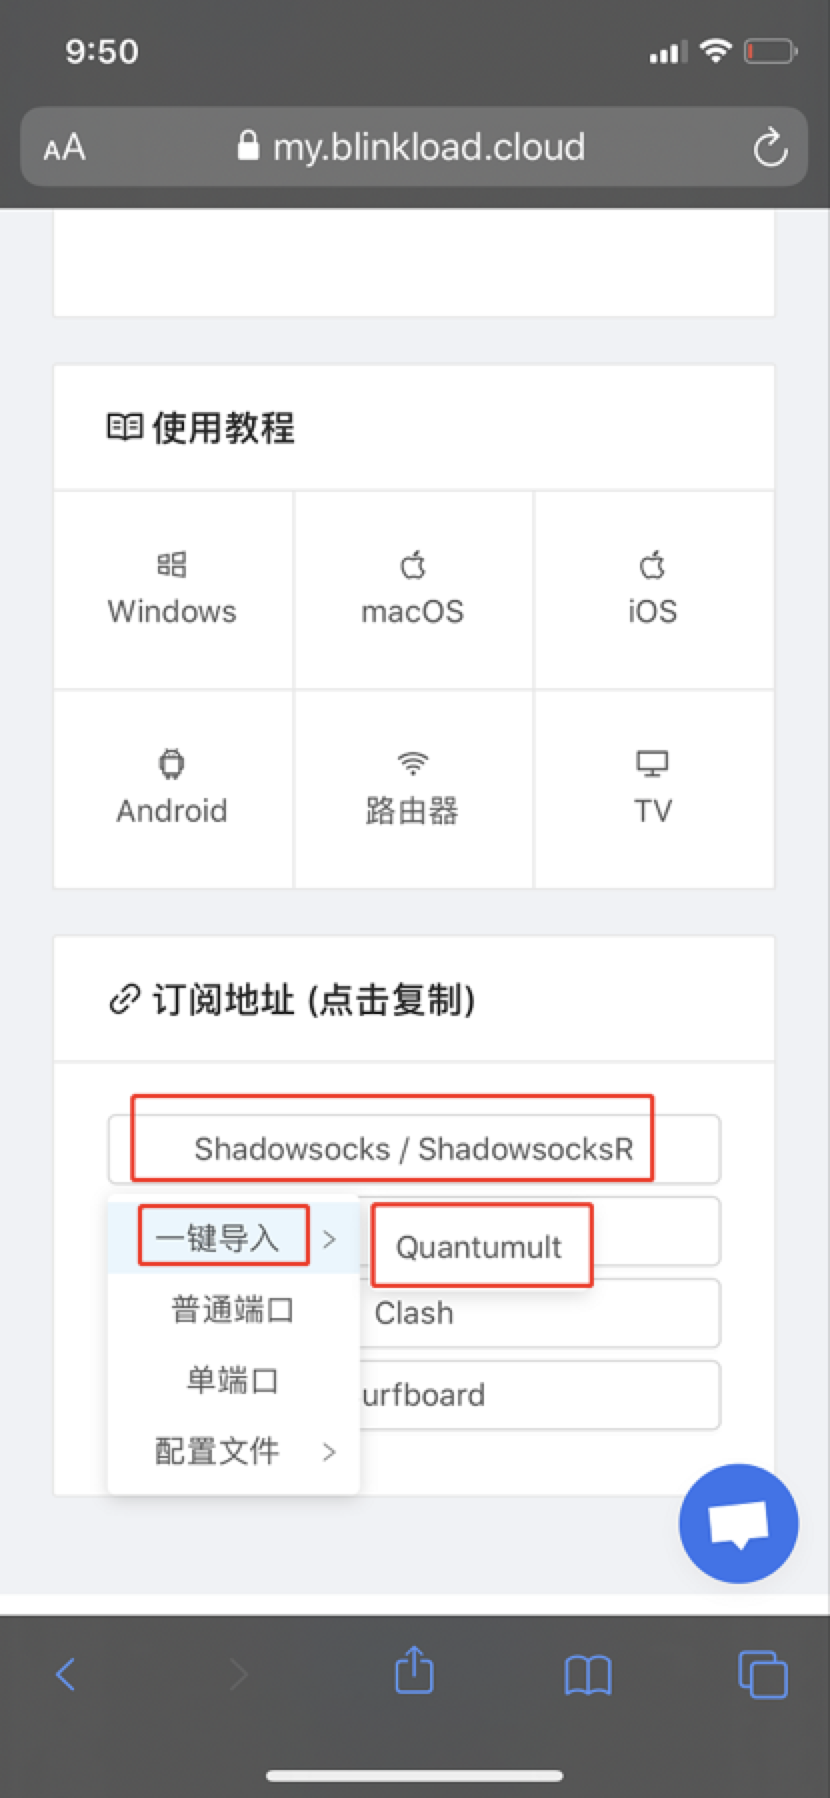 9:50
AA
my.blinkload.cloud
使用教程
Windows
macOS
iOS
Android
路由器
TV
订阅地址 (点击复制)
Shadowsocks / ShadowsocksR
一键导入 >
Quantumult
普通端口
Clash
单端口
urfboard
配置文件 >